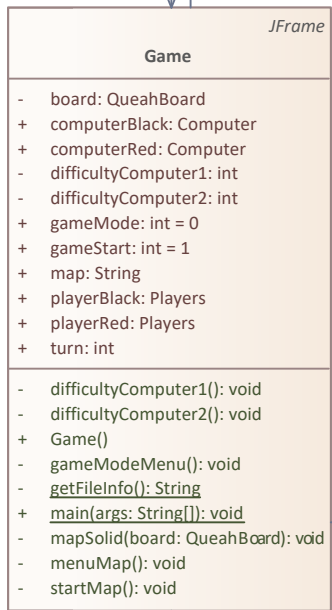 JFrame
Game
- board: QueahBoard
+ computerBlack: Computer
+ computerRed: Computer
- difficultyComputer1: int
- difficultyComputer2: int
+ gameMode: int = 0
+ gameStart: int = 1
+ map: String
+ playerBlack: Players
+ playerRed: Players
+ turn: int
- difficultyComputer1(): void
- difficultyComputer2(): void
+ Game()
- gameModeMenu(): void
- getFileInfo(): String
+ main(args: String[]): void
- mapSolid(board: QueahBoard): void
- menuMap(): void
- startMap(): void